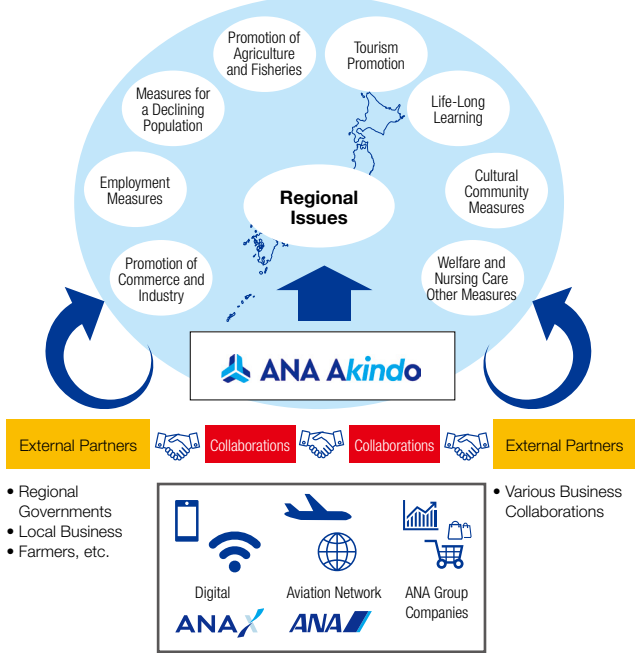 Promotion of
Agriculture
and Fisheries
Tourism
Promotion
Measures for
a Declining
Population
Life-Long
Learning
Employment
Measures
Regional
Issues
Cultural
Community
Measures
Promotion of
Commerce and
Industry
Welfare and
Nursing Care
Other Measures
ANA Akindo
External Partners
Collaborations
Collaborations
External Partners
• Regional
Governments
• Local Business
• Farmers, etc.
• Various Business
Collaborations
Digital
ANA X
Aviation Network
ANA
ANA Group
Companies